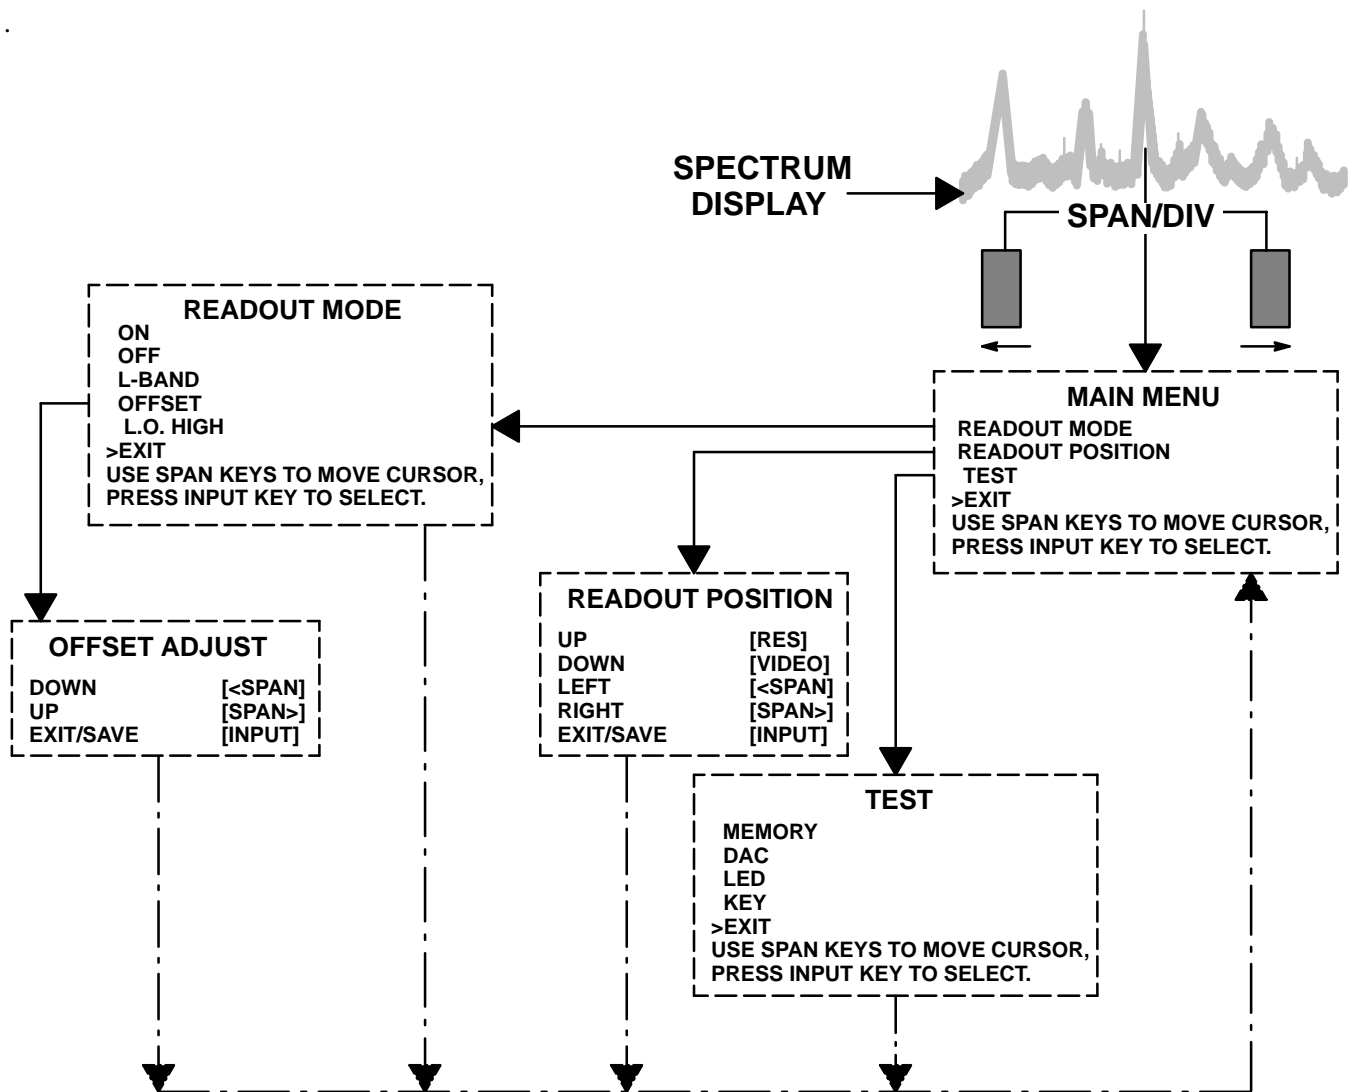 SPECTRUM
DISPLAY
SPAN/DIV
READOUT MODE
ON
OFF
L-BAND
OFFSET
L.O. HIGH
>EXIT
USE SPAN KEYS TO MOVE CURSOR,
PRESS INPUT KEY TO SELECT.
MAIN MENU
READOUT MODE
READOUT POSITION
TEST
>EXIT
USE SPAN KEYS TO MOVE CURSOR,
PRESS INPUT KEY TO SELECT.
OFFSET ADJUST
DOWN [<SPAN]
UP [SPAN>]
EXIT/SAVE [INPUT]
READOUT POSITION
UP [RES]
DOWN [VIDEO]
LEFT [<SPAN]
RIGHT [SPAN>]
EXIT/SAVE [INPUT]
TEST
MEMORY
DAC
LED
KEY
>EXIT
USE SPAN KEYS TO MOVE CURSOR,
PRESS INPUT KEY TO SELECT.